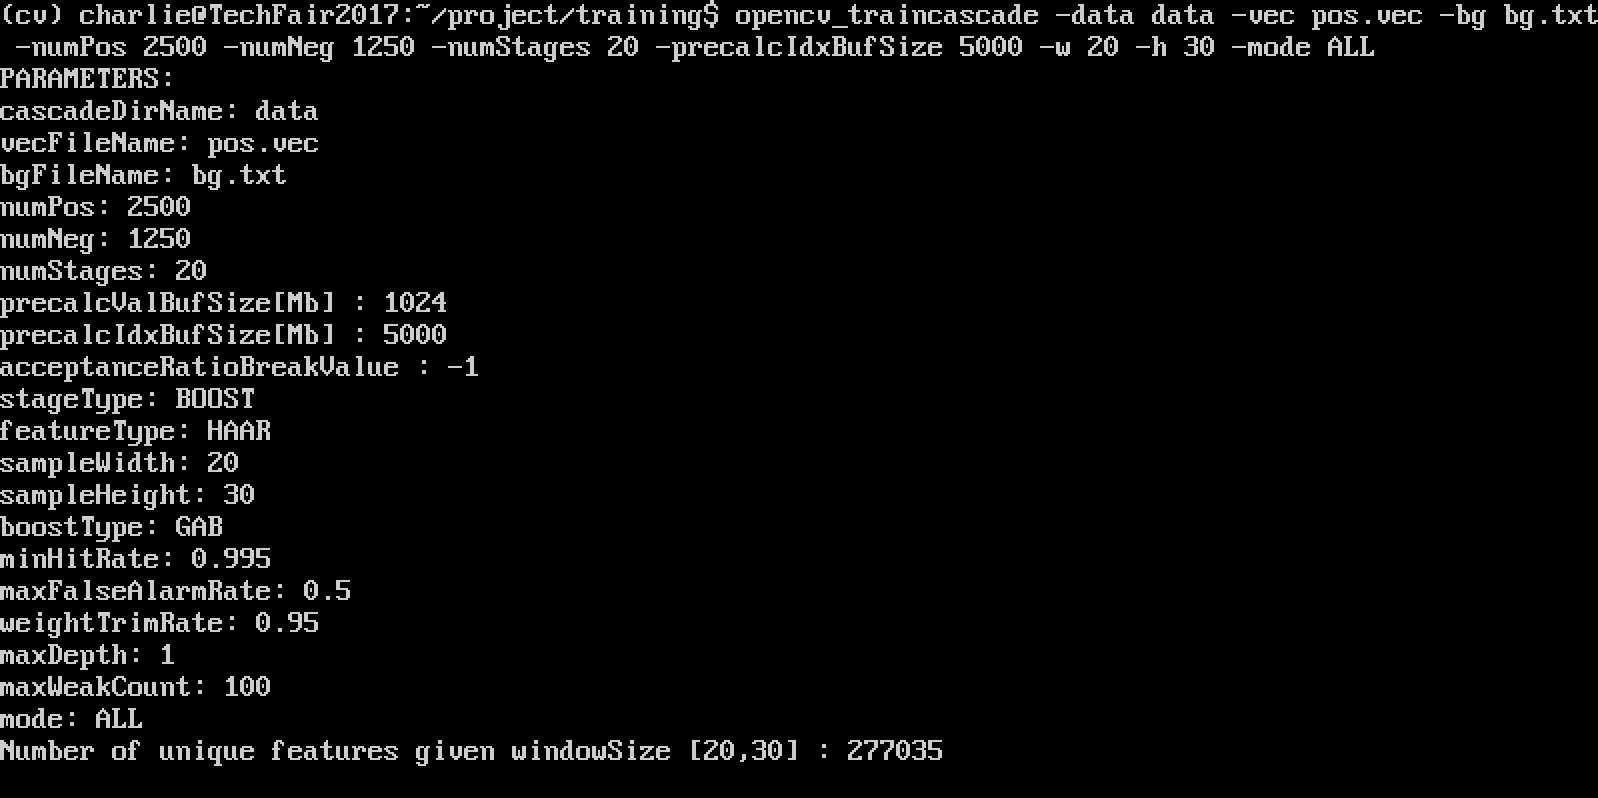 (cv) charlie@TechFair2017:~/project/training$ opencv_traincascade -data data -vec pos.vec -bg bg.txt
-numPos 2500 -numNeg 1250 -numStages 20 -precalcIdxBufSize 5000 -w 20 -h 30 -mode ALL
PARAMETERS:
cascadeDirName: data
vecFileName: pos.vec
bgFileName: bg.txt
numPos: 2500
numNeg: 1250
numStages: 20
precalcValBufSize[Mb] : 1024
precalcIdxBufSize[Mb] : 5000
acceptanceRatioBreakValue : -1
stageType: BOOST
featureType: HAAR
sampleWidth: 20
sampleHeight: 30
boostType: GAB
minHitRate: 0.995
maxFalseAlarmRate: 0.5
weightTrimRate: 0.95
maxDepth: 1
maxWeakCount: 100
mode: ALL
Number of unique features given windowSize [20,30] : 277035